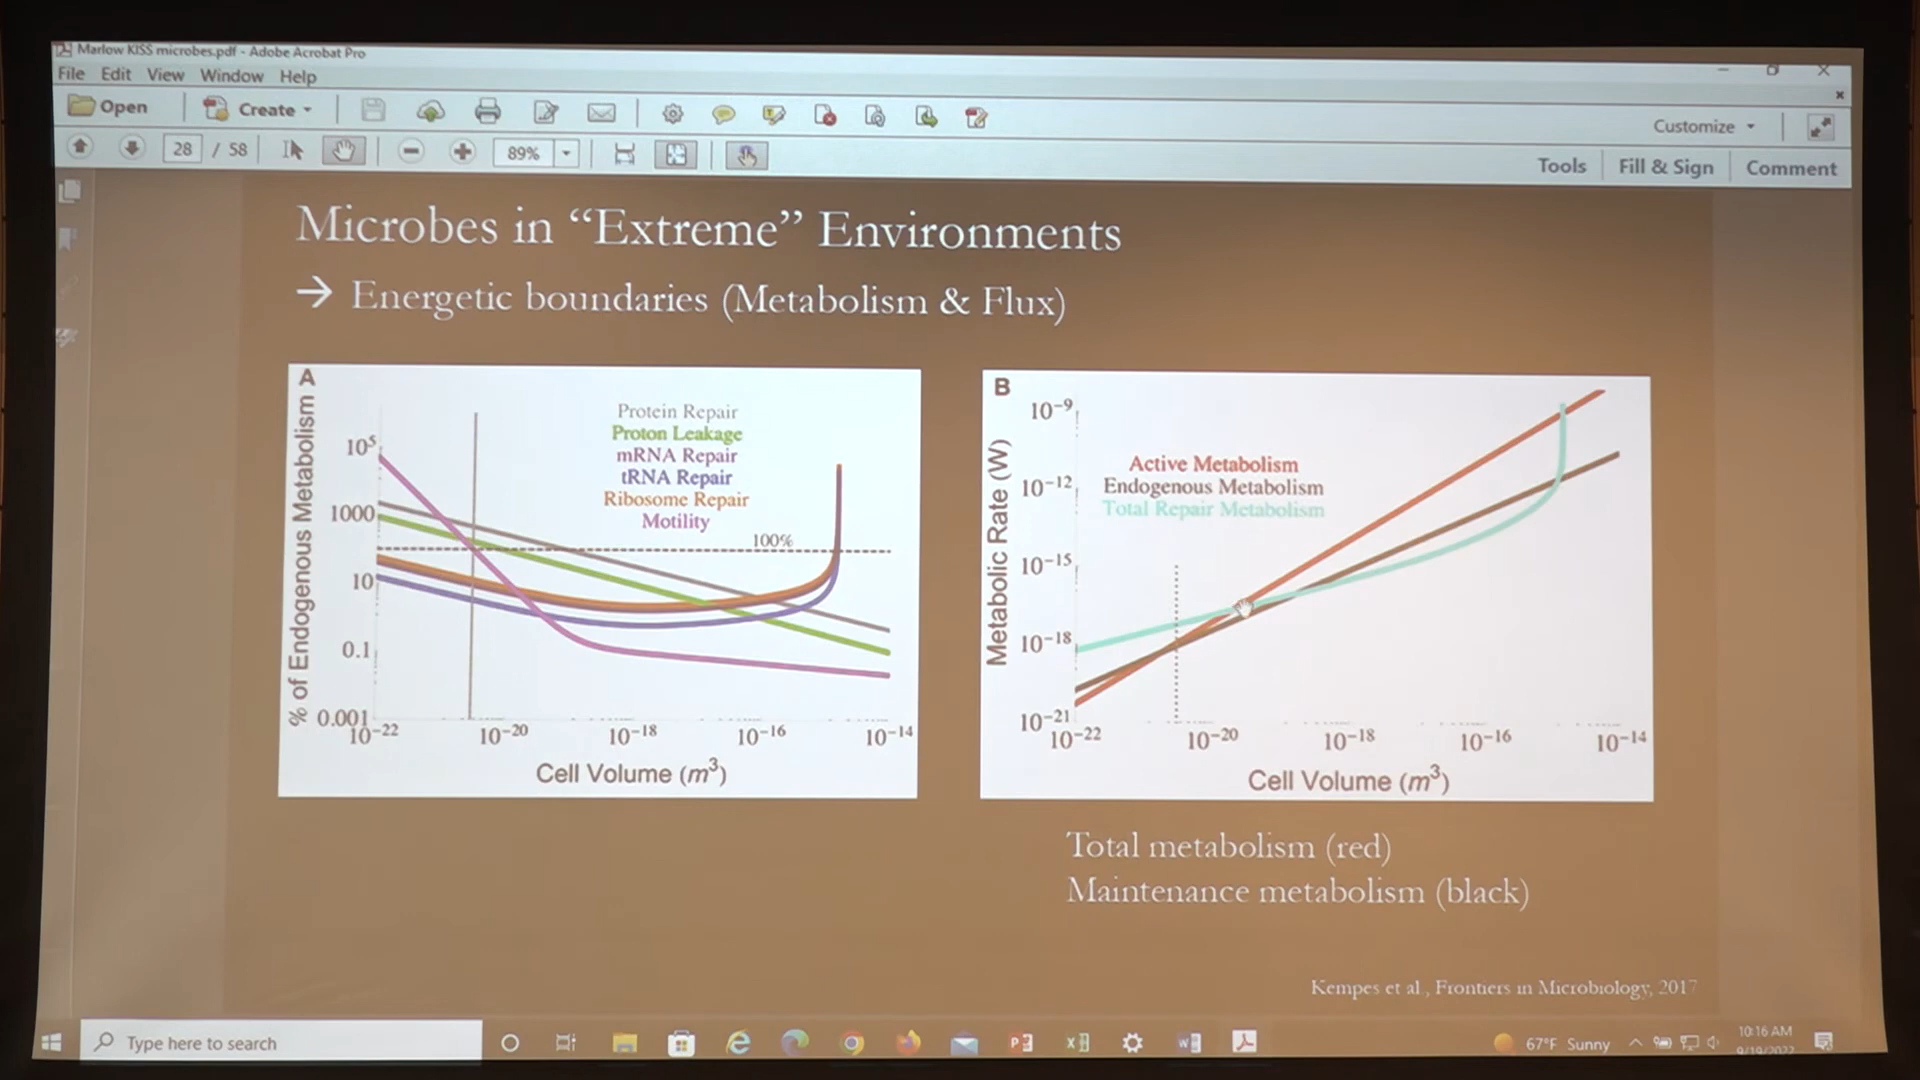 Marlow KISS microbes.pdf - Adobe Acrobat Pro
File Edit View Window Help
Open Create
Customize
28 / 58 89%
Tools Fill & Sign Comment
Microbes in “Extreme” Environments
→ Energetic boundaries (Metabolism & Flux)
A
% of Endogenous Metabolism
10⁵
1000
10
0.1
0.001
Protein Repair
Proton Leakage
mRNA Repair
tRNA Repair
Ribosome Repair
Motility
100%
10⁻²² 10⁻²⁰ 10⁻¹⁸ 10⁻¹⁶ 10⁻¹⁴
Cell Volume (m³)
B
Metabolic Rate (W)
10⁻⁹
10⁻¹²
10⁻¹⁵
10⁻¹⁸
10⁻²¹
Active Metabolism
Endogenous Metabolism
Total Repair Metabolism
10⁻²² 10⁻²⁰ 10⁻¹⁸ 10⁻¹⁶ 10⁻¹⁴
Cell Volume (m³)
Total metabolism (red)
Maintenance metabolism (black)
Kempes et al., Frontiers in Microbiology, 2017
Type here to search
67°F Sunny
10:16 AM
9/19/2022